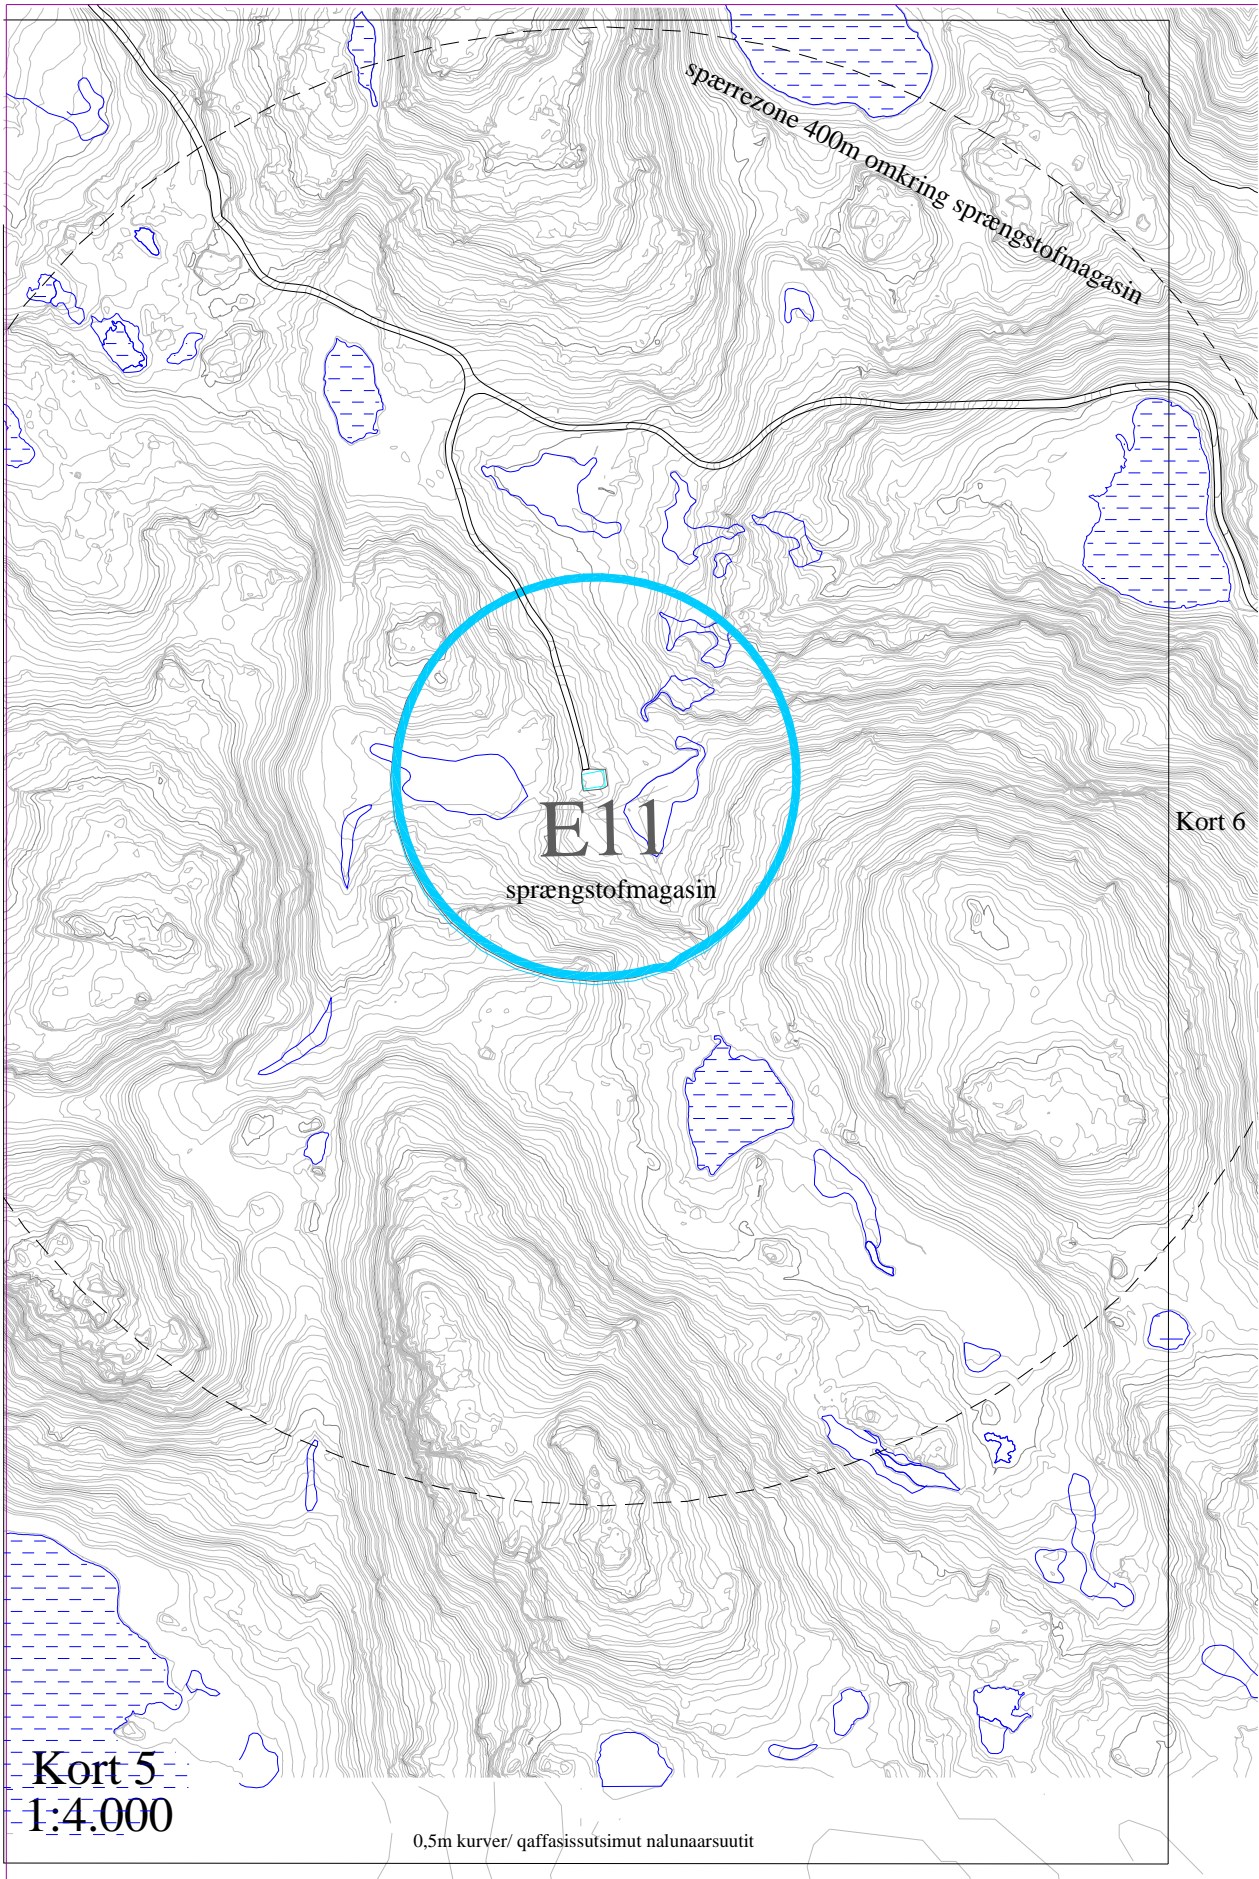 spærrezone 400m omkring sprængstofmagasin
Kort 6
E11
sprængstofmagasin
Kort 5
1:4.000
0,5m kurver/ qaffasissutsimut nalunaarsuutit